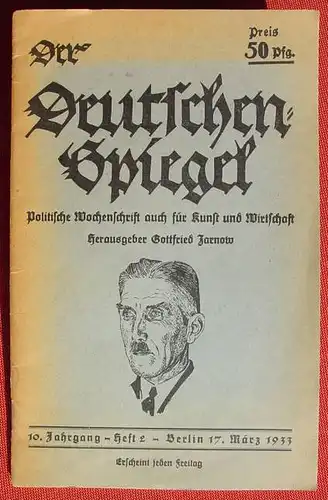 Der
Preis
50 Pfg.
Deutschen-
Spiegel
Politische Wochenschrift auch für Kunst und Wirtschaft
Herausgeber Gottfried Zarnow
10. Jahrgang – Heft 2 – Berlin 17. März 1933
Erscheint jeden Freitag